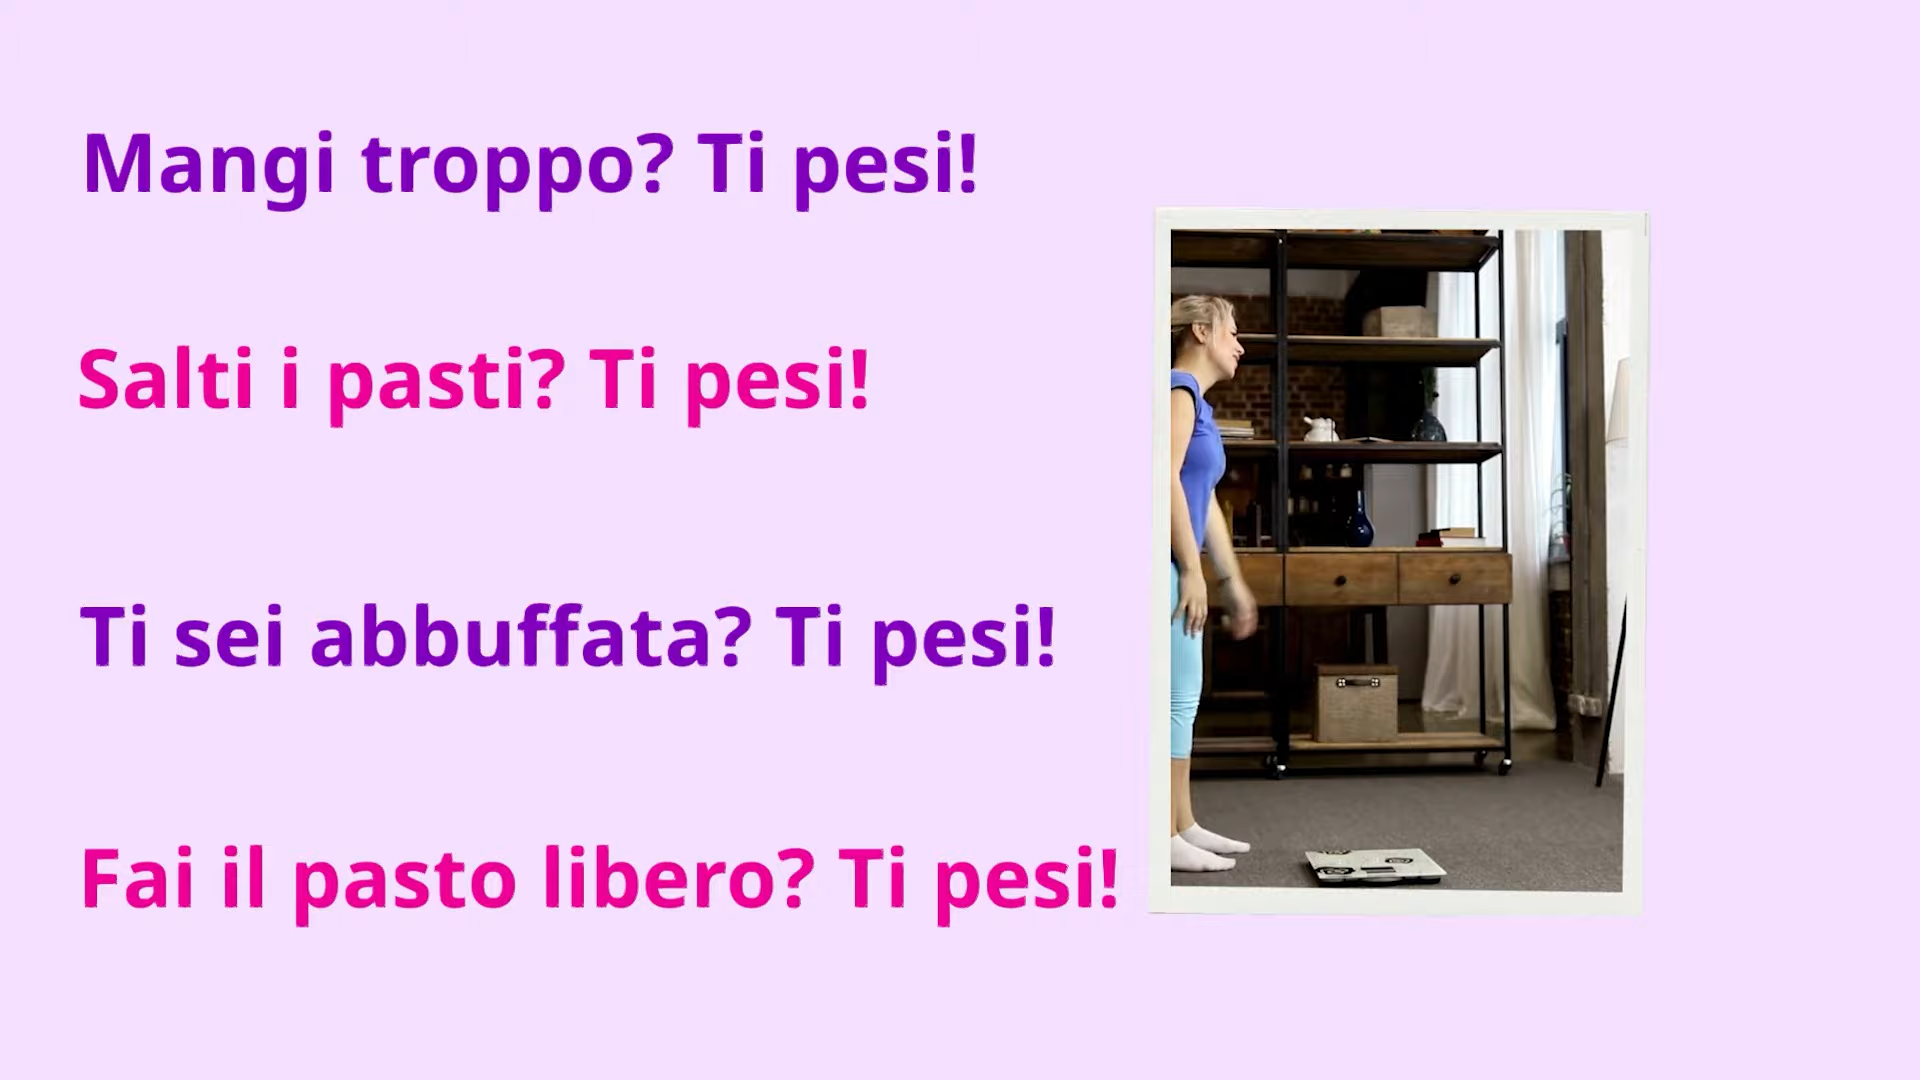 Mangi troppo? Ti pesi!
Salti i pasti? Ti pesi!
Ti sei abbuffata? Ti pesi!
Fai il pasto libero? Ti pesi!